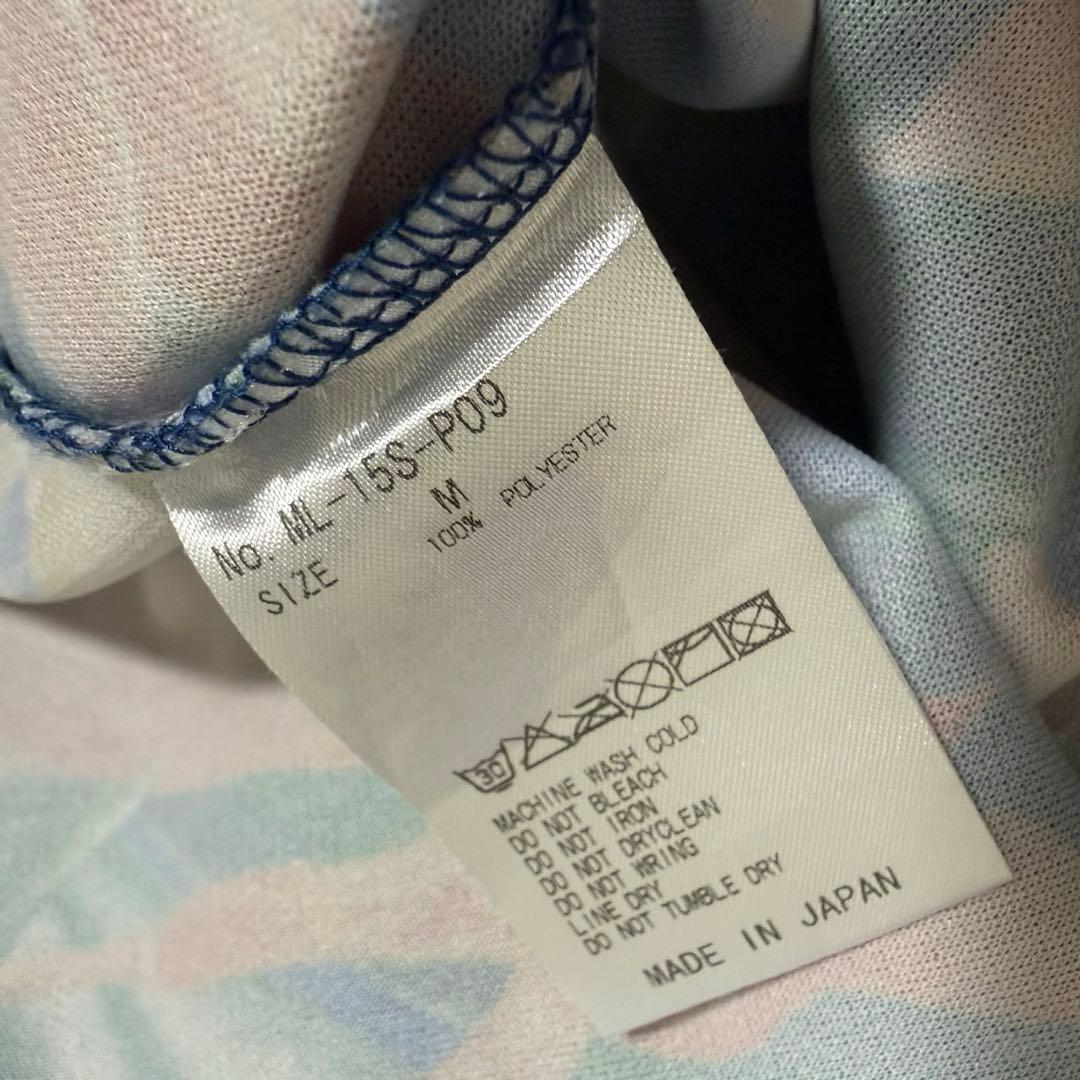 No. ML-15S-P09
SIZE M
100% POLYESTER
30
MACHINE WASH COLD
DO NOT BLEACH
DO NOT IRON
DO NOT DRYCLEAN
DO NOT WRING
LINE DRY
DO NOT TUMBLE DRY
MADE IN JAPAN